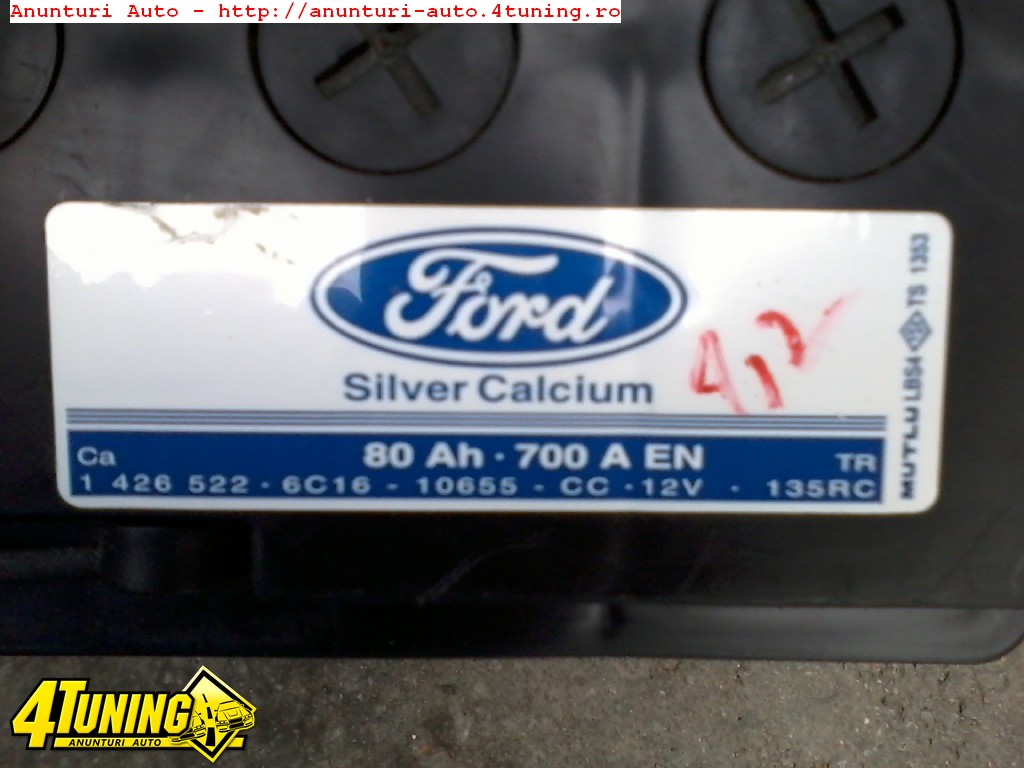 Anunturi Auto - http://anunturi-auto.4tuning.ro
Ford
Silver Calcium
Ca 80 Ah · 700 A EN TR
1 426 522 · 6C16 - 10655 - CC · 12V · 135RC
MUTLU LBS4 TS 1353
4TUNING
ANUNTURI AUTO